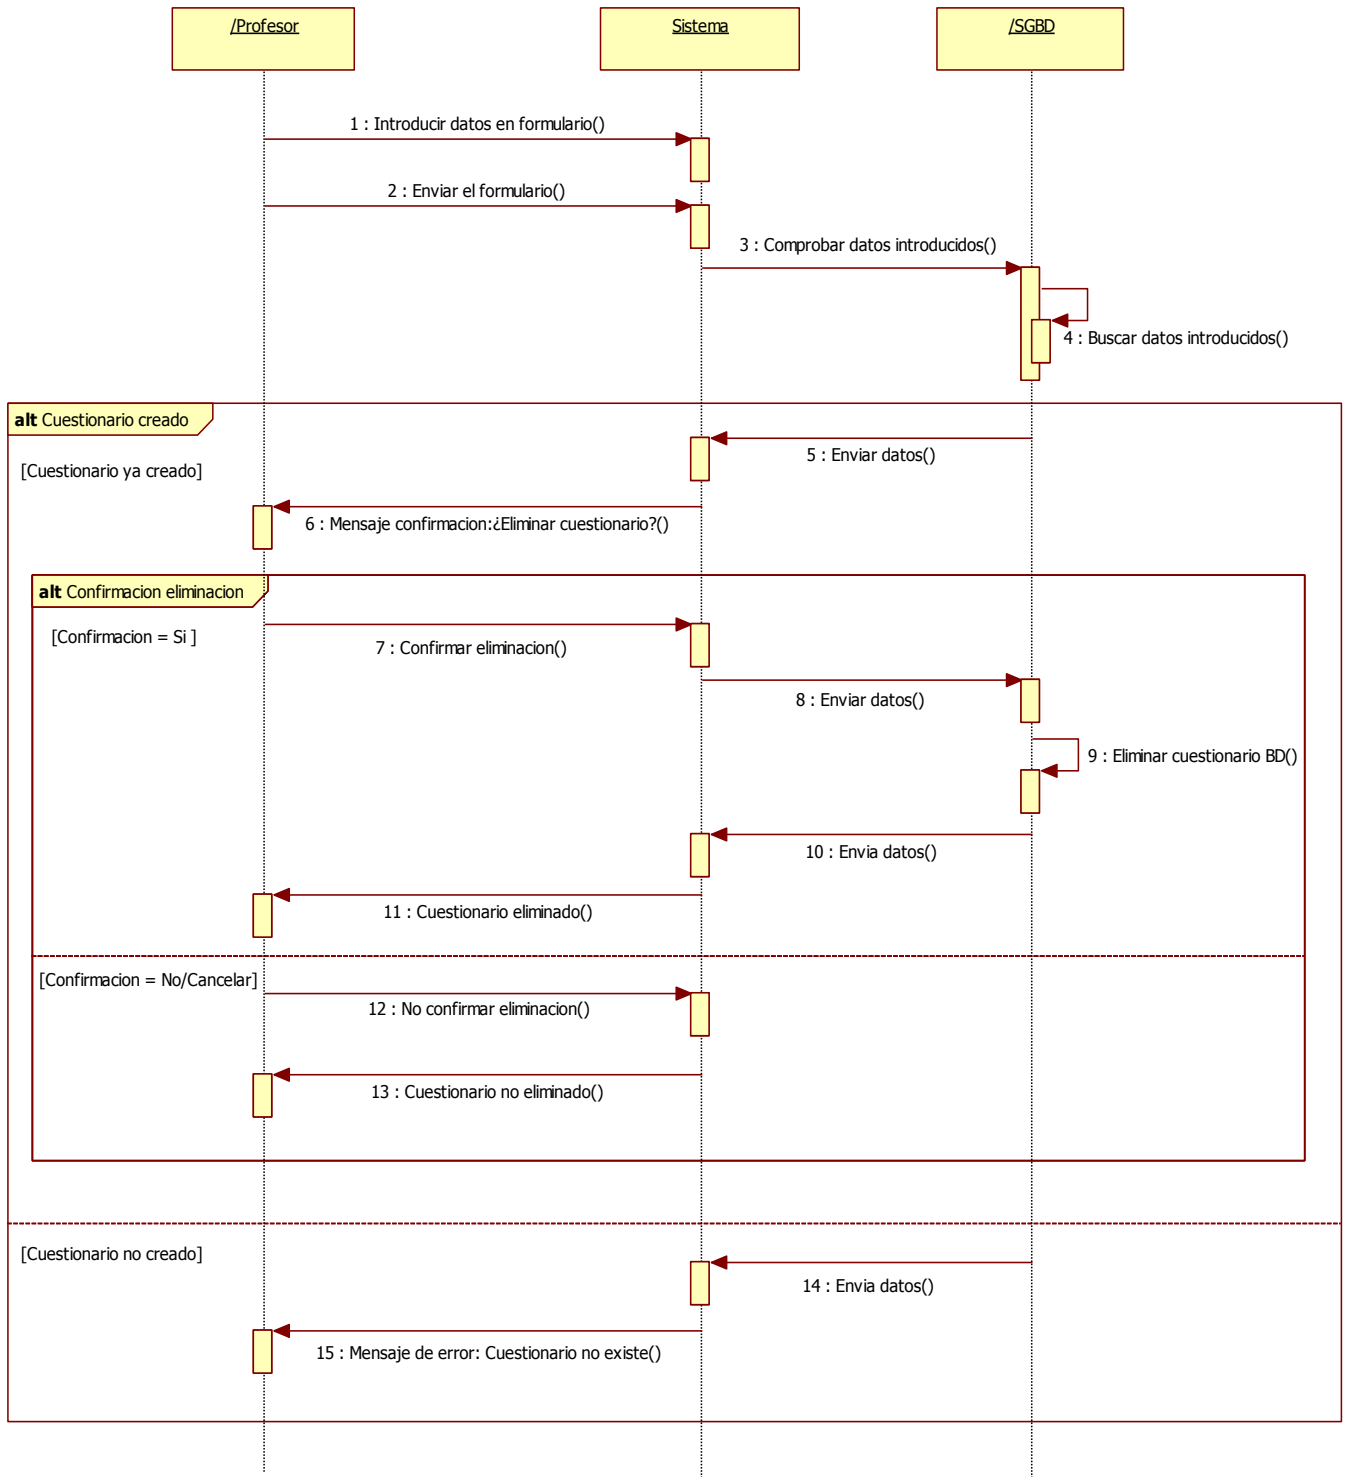 /Profesor
Sistema
/SGBD
1 : Introducir datos en formulario()
2 : Enviar el formulario()
3 : Comprobar datos introducidos()
4 : Buscar datos introducidos()
alt Cuestionario creado
5 : Enviar datos()
[Cuestionario ya creado]
6 : Mensaje confirmacion:¿Eliminar cuestionario?()
alt Confirmacion eliminacion
[Confirmacion = Si ]
7 : Confirmar eliminacion()
8 : Enviar datos()
9 : Eliminar cuestionario BD()
10 : Envia datos()
11 : Cuestionario eliminado()
[Confirmacion = No/Cancelar]
12 : No confirmar eliminacion()
13 : Cuestionario no eliminado()
[Cuestionario no creado]
14 : Envia datos()
15 : Mensaje de error: Cuestionario no existe()